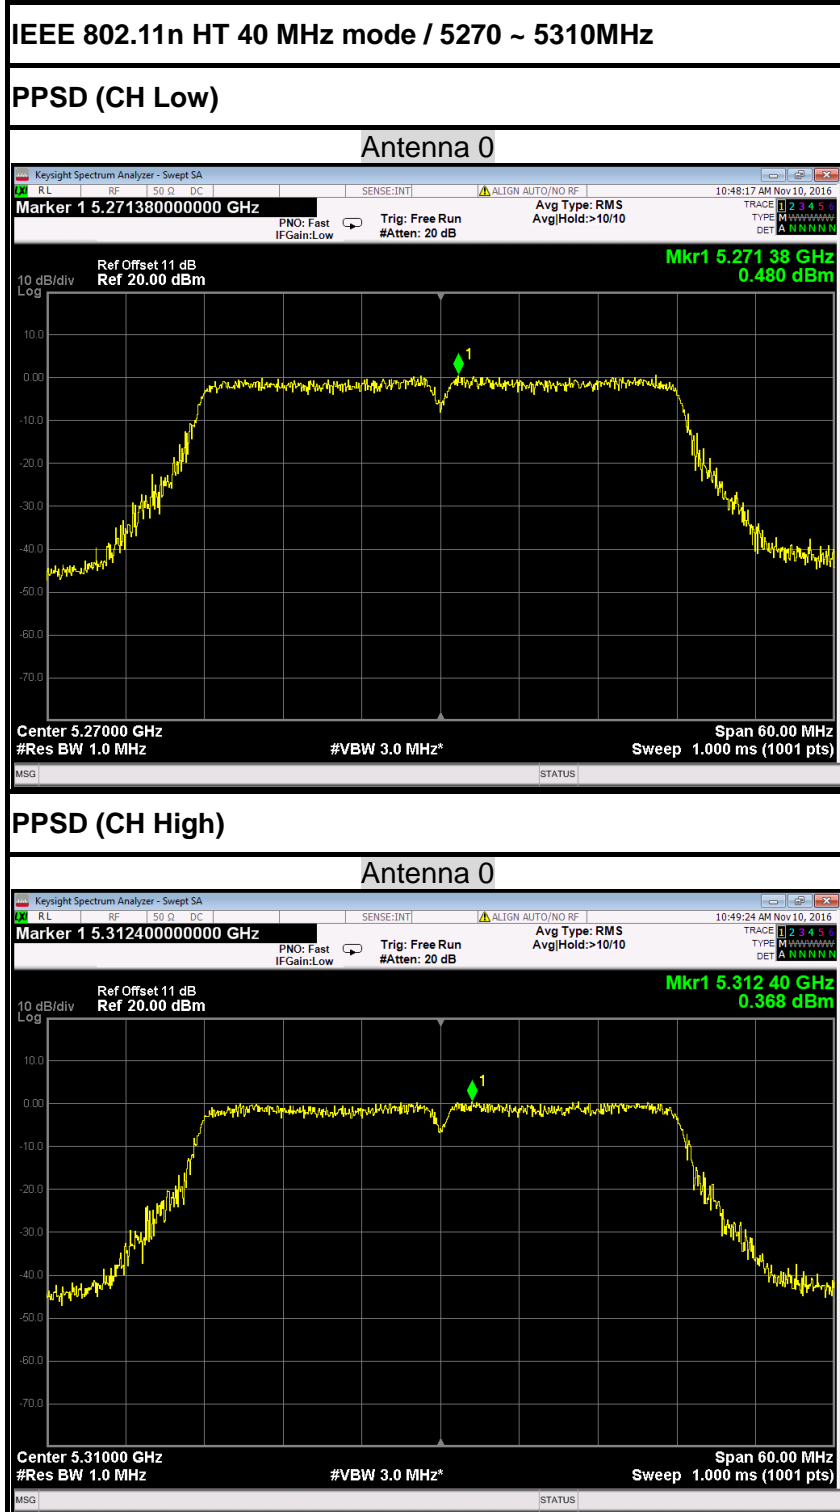 IEEE 802.11n HT 40 MHz mode / 5270 ~ 5310MHz
PPSD (CH Low)
Antenna 0
Keysight Spectrum Analyzer - Swept SA
LXI RL RF 50 Ω DC SENSE:INT ALIGN AUTO/NO RF 10:48:17 AM Nov 10, 2016
Marker 1 5.271380000000 GHz
PNO: Fast
IFGain:Low
Trig: Free Run
#Atten: 20 dB
Avg Type: RMS
Avg|Hold:>10/10
TRACE 1 2 3 4 5 6
TYPE M WWWWW
DET A N N N N N
Mkr1 5.271 38 GHz
0.480 dBm
Ref Offset 11 dB
10 dB/div Ref 20.00 dBm
Log
1
10.0
0.00
-10.0
-20.0
-30.0
-40.0
-50.0
-60.0
-70.0
Center 5.27000 GHz Span 60.00 MHz
#Res BW 1.0 MHz #VBW 3.0 MHz* Sweep 1.000 ms (1001 pts)
MSG STATUS
PPSD (CH High)
Antenna 0
Keysight Spectrum Analyzer - Swept SA
LXI RL RF 50 Ω DC SENSE:INT ALIGN AUTO/NO RF 10:49:24 AM Nov 10, 2016
Marker 1 5.312400000000 GHz
PNO: Fast
IFGain:Low
Trig: Free Run
#Atten: 20 dB
Avg Type: RMS
Avg|Hold:>10/10
TRACE 1 2 3 4 5 6
TYPE M WWWWW
DET A N N N N N
Mkr1 5.312 40 GHz
0.368 dBm
Ref Offset 11 dB
10 dB/div Ref 20.00 dBm
Log
1
10.0
0.00
-10.0
-20.0
-30.0
-40.0
-50.0
-60.0
-70.0
Center 5.31000 GHz Span 60.00 MHz
#Res BW 1.0 MHz #VBW 3.0 MHz* Sweep 1.000 ms (1001 pts)
MSG STATUS